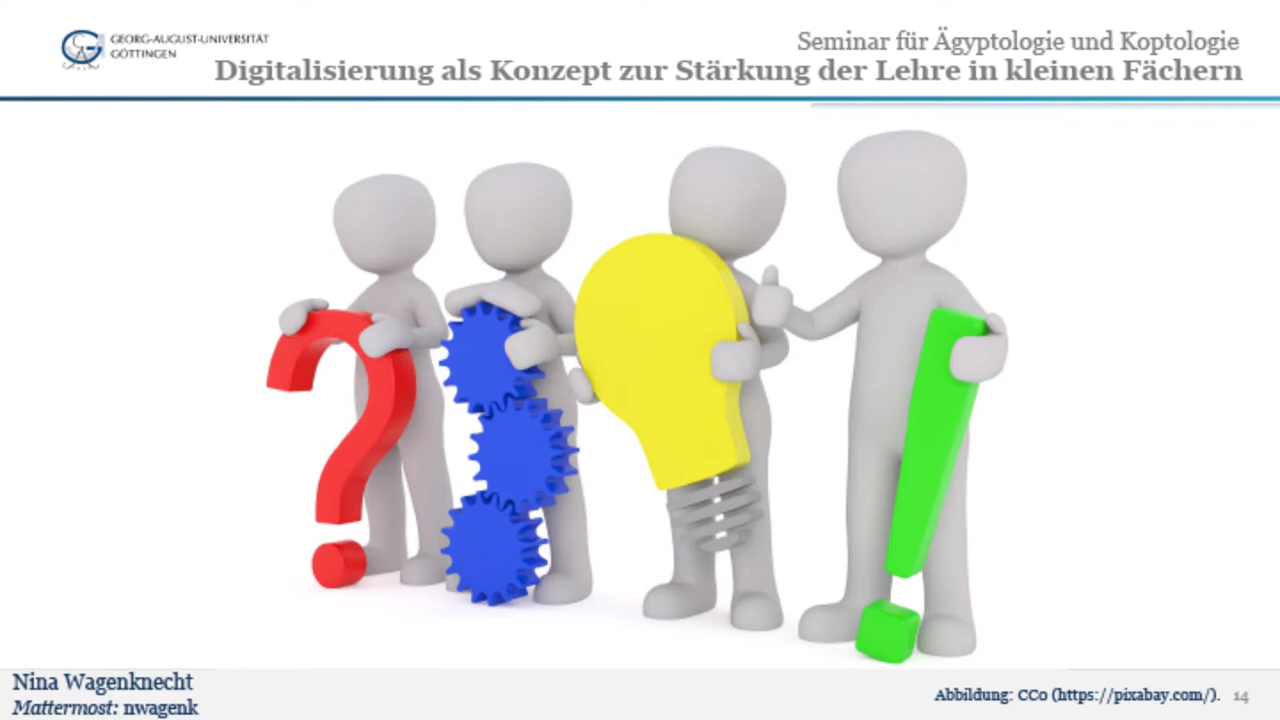 GEORG-AUGUST-UNIVERSITÄT
GÖTTINGEN
Seminar für Ägyptologie und Koptologie
Digitalisierung als Konzept zur Stärkung der Lehre in kleinen Fächern
Nina Wagenknecht
Mattermost: nwagenk
Abbildung: CC0 (https://pixabay.com/). 14